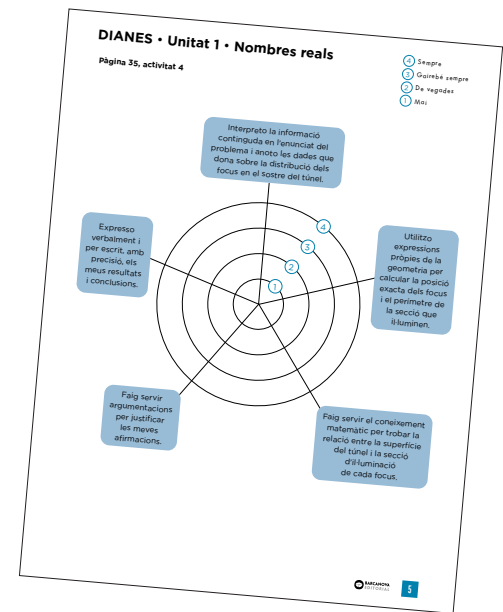 DIANES • Unitat 1 • Nombres reals
Pàgina 35, activitat 4
4 Sempre
3 Gairebé sempre
2 De vegades
1 Mai
Interpreto la informació
continguda en l'enunciat del
problema i anoto les dades que
dona sobre la distribució dels
focus en el sostre del túnel.
Expresso
verbalment i
per escrit, amb
precisió, els
meus resultats
i conclusions.
4
3
2
1
Utilitzo
expressions
pròpies de la
geometria per
calcular la posició
exacta dels focus
i el perímetre de
la secció que
il·luminen.
Faig servir
argumentacions
per justificar
les meves
afirmacions.
Faig servir el coneixement
matemàtic per trobar la
relació entre la superfície
del túnel i la secció
d'il·luminació
de cada focus.
BARCANOVA
EDITORIAL
5